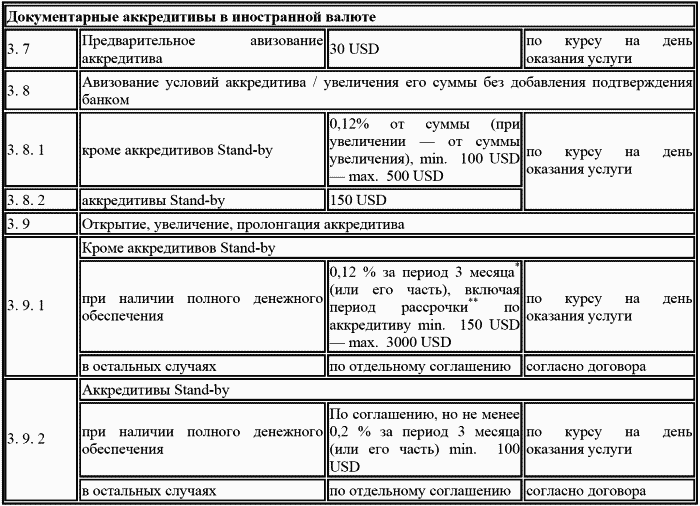 Документарные аккредитивы в иностранной валюте
3. 7
Предварительное авизование
аккредитива
30 USD
по курсу на день
оказания услуги
3. 8
Авизование условий аккредитива / увеличения его суммы без добавления подтверждения
банком
3. 8. 1
кроме аккредитивов Stand-by
0,12% от суммы (при
увеличении — от суммы
увеличения), min. 100 USD
— max. 500 USD
по курсу на день
оказания услуги
3. 8. 2
аккредитивы Stand-by
150 USD
3. 9
Открытие, увеличение, пролонгация аккредитива
3. 9. 1
Кроме аккредитивов Stand-by
при наличии полного денежного
обеспечения
0,12 % за период 3 месяца*
(или его часть), включая
период рассрочки** по
аккредитиву min. 150 USD
— max. 3000 USD
по курсу на день
оказания услуги
в остальных случаях
по отдельному соглашению
согласно договора
3. 9. 2
Аккредитивы Stand-by
при наличии полного денежного
обеспечения
По соглашению, но не менее
0,2 % за период 3 месяца
(или его часть) min. 100
USD
по курсу на день
оказания услуги
в остальных случаях
по отдельному соглашению
согласно договора